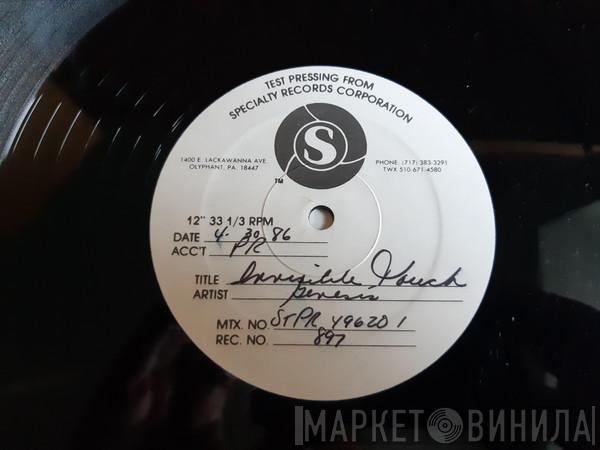 TEST PRESSING FROM
SPECIALTY RECORDS CORPORATION
S
1400 E. LACKAWANNA AVE.
OLYPHANT, PA. 18447
PHONE: (717) 383-3291
TWX 510-671-4580
TM
12" 33 1/3 RPM
DATE 4-30-86
ACC'T PR
TITLE Invisible Touch
ARTIST Genesis
MTX. NO. ST PR 49620 1
REC. NO. 897
МАРКЕТ ВИНИЛА